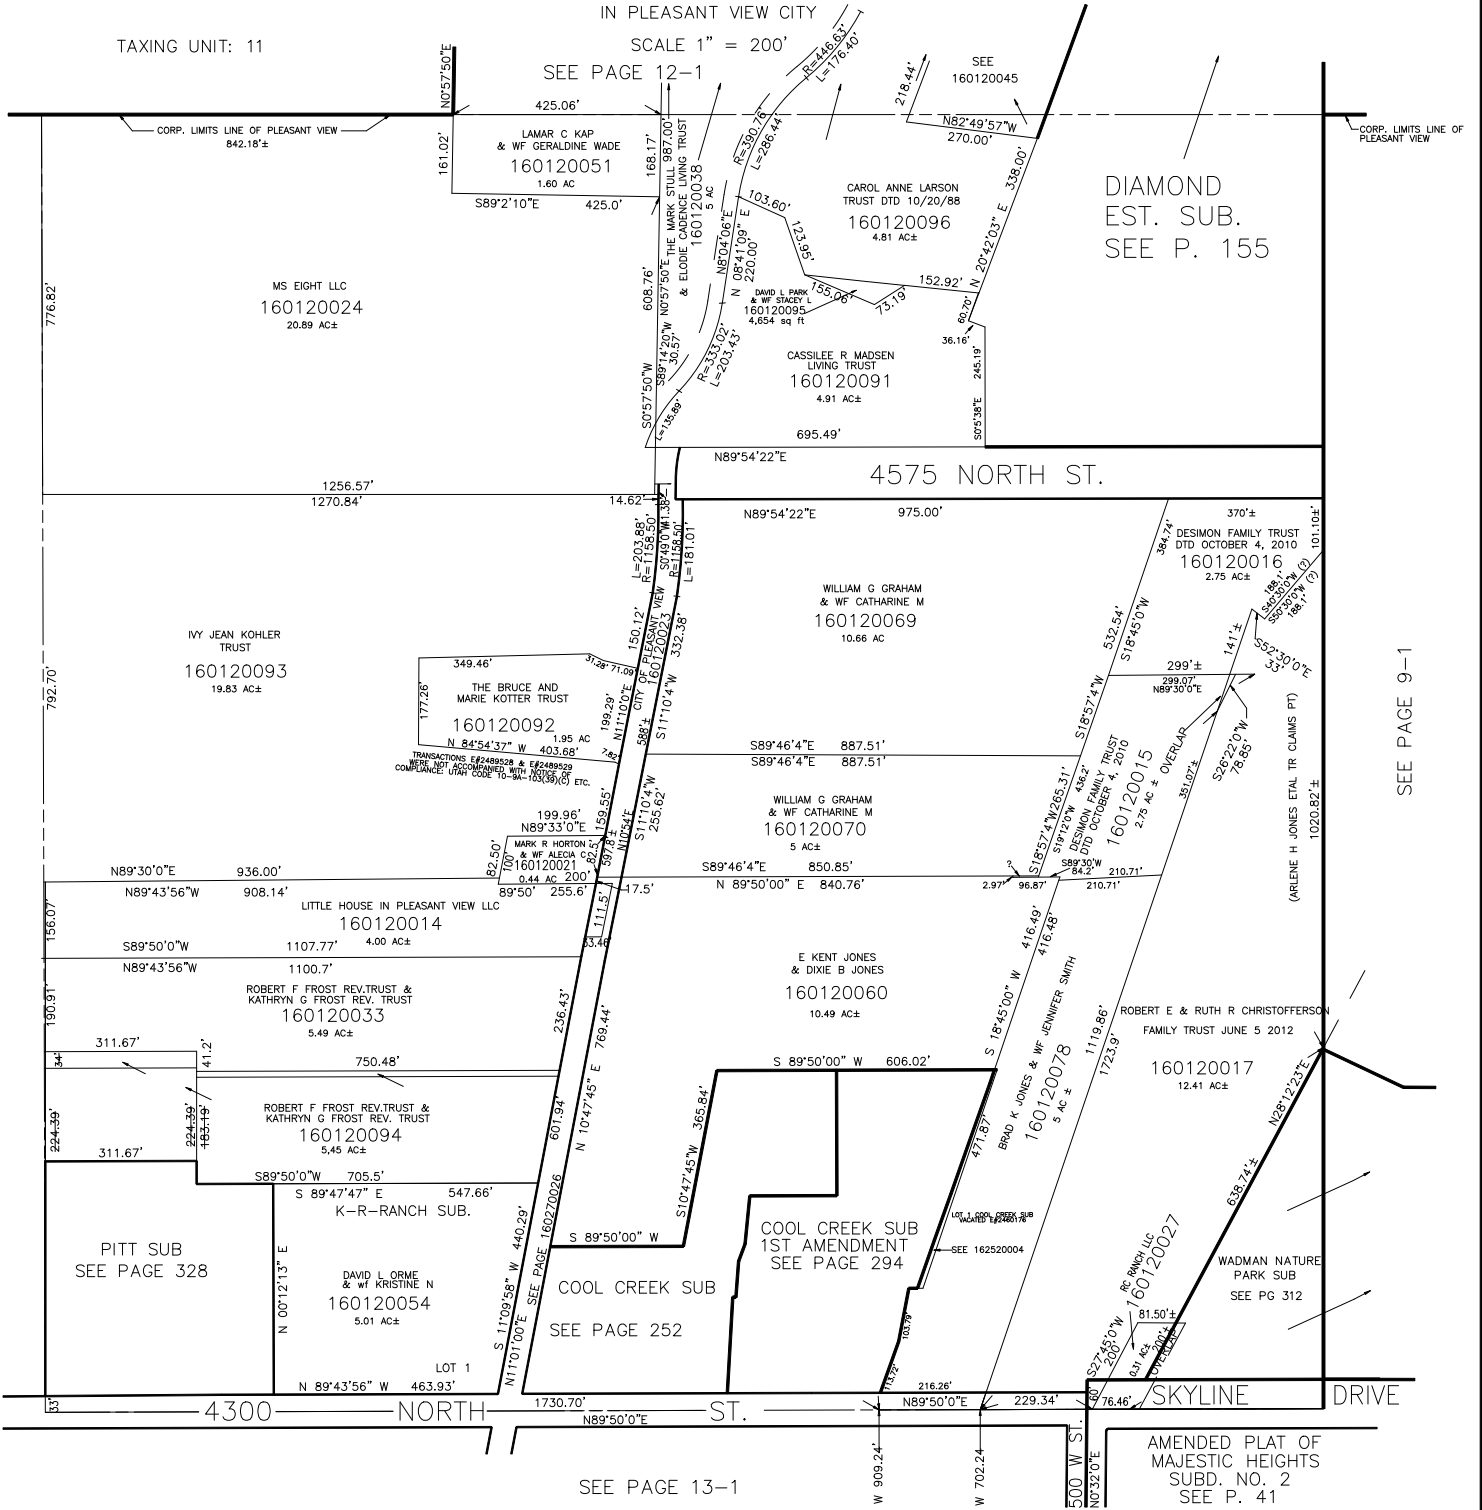 IN PLEASANT VIEW CITY
TAXING UNIT: 11
SCALE 1" = 200'
SEE PAGE 12-1
N0°57'50"E
425.06'
CORP. LIMITS LINE OF PLEASANT VIEW
842.18'±
161.02'
LAMAR C KAP
& WF GERALDINE WADE
160120051
1.60 AC
168.17'
S89°2'10"E
425.0'
987.00'
THE MARK STULL
& ELODIE CADENCE LIVING TRUST
160120038
5 AC
N0°57'50"E
R=446.63'
L=176.40'
R=390.76'
L=286.44'
218.44'
SEE
160120045
N82°49'57"W
270.00'
338.00'
N 20°42'03" E
CORP. LIMITS LINE OF
PLEASANT VIEW
DIAMOND
EST. SUB.
SEE P. 155
CAROL ANNE LARSON
TRUST DTD 10/20/88
160120096
4.81 AC±
103.60'
123.95'
152.92'
155.06'
73.19'
60.70'
36.16'
DAVID L PARK
& WF STACEY L
160120095
4,654 sq ft
N8°04'06"E
N 08°41'09" E
220.00'
776.82'
MS EIGHT LLC
160120024
20.89 AC±
608.76'
S89°14'20"W
30.57'
S0°57'50"W
R=333.02'
L=203.43'
L=135.89'
CASSILEE R MADSEN
LIVING TRUST
160120091
4.91 AC±
245.19'
S0°5'38"E
695.49'
N89°54'22"E
4575 NORTH ST.
1256.57'
1270.84'
14.62'
41.38'
S0°49'0"W
L=203.88'
R=1158.50'
R=1158.50'
L=181.01'
N89°54'22"E
975.00'
384.74'
370'±
101.10±'
DESIMON FAMILY TRUST
DTD OCTOBER 4, 2010
160120016
2.75 AC±
188.1'
S40°30'0"W (?)
S50°30'0"W (?)
188.1'
S52°30'0"E
33'
141'±
792.70'
IVY JEAN KOHLER
TRUST
160120093
19.83 AC±
WILLIAM G GRAHAM
& WF CATHARINE M
160120069
10.66 AC
532.54'
S18°45'0"W
S18°57'4"W
299'±
299.07'
N89°30'0"E
150.12'
CITY OF PLEASANT VIEW
160120023
588'±
332.38'
S11°10'4"W
349.46'
31.28'
71.09'
177.26'
THE BRUCE AND
MARIE KOTTER TRUST
160120092
1.95 AC
N 84°54'37" W
403.68'
7.82'
199.29'
N11°10'0"E
TRANSACTIONS E#2489528 & E#2489529
WERE NOT ACCOMPANIED WITH NOTICE OF
COMPLIANCE: UTAH CODE 10-9A-103(39)(C) ETC.
S89°46'4"E
887.51'
S89°46'4"E
887.51'
265.31'
S18°57'4"W
S19°12'0"W
436.2'
DESIMON FAMILY TRUST
DTD OCTOBER 4, 2010
160120015
2.75 AC ± OVERLAP
351.07'±
S26°22'0"W
78.85'
1020.82'±
(ARLENE H JONES ETAL TR CLAIMS PT)
SEE PAGE 9-1
WILLIAM G GRAHAM
& WF CATHARINE M
160120070
5 AC
159.55'
597.8±
N10°54'E
S11°10'4"W
255.62'
199.96'
N89°33'0"E
82.50'
100'
82.5'
MARK R HORTON
& WF ALECIA C
160120021
0.44 AC
200'
89°50'
255.6'
17.5'
111.5'
33.46'
S89°46'4"E
850.85'
N 89°50'00" E
840.76'
?
2.97'
96.87'
S89°30'W
84.2'
210.71'
210.71'
N89°30'0"E
936.00'
N89°43'56"W
908.14'
156.07'
LITTLE HOUSE IN PLEASANT VIEW LLC
160120014
4.00 AC±
S89°50'0"W
1107.77'
N89°43'56"W
1100.7'
190.91'
ROBERT F FROST REV.TRUST &
KATHRYN G FROST REV. TRUST
160120033
5.49 AC±
236.43'
769.44'
N 10°47'45" E
E KENT JONES
& DIXIE B JONES
160120060
10.49 AC±
416.49'
416.48'
S 18°45'00" W
BRAD K JONES & WF JENNIFER SMITH
160120078
5 AC ±
1119.86'
1723.9'
ROBERT E & RUTH R CHRISTOFFERSON
FAMILY TRUST JUNE 5 2012
160120017
12.41 AC±
311.67'
34'
41.2'
750.48'
224.39'
224.39'
183.19'
311.67'
ROBERT F FROST REV.TRUST &
KATHRYN G FROST REV. TRUST
160120094
5.45 AC±
601.94'
S89°50'0"W
705.5'
S 89°47'47" E
547.66'
K-R-RANCH SUB.
S 89°50'00" W
606.02'
365.84'
S10°47'45"W
471.87'
N28°12'23"E
638.74'±
PITT SUB
SEE PAGE 328
N 00°12'13" E
DAVID L ORME
& wf KRISTINE N
160120054
5.01 AC±
LOT 1
440.29'
S 11°09'58" W
N11°01'00"E
SEE PAGE 160270026
S 89°50'00" W
COOL CREEK SUB
SEE PAGE 252
COOL CREEK SUB
1ST AMENDMENT
SEE PAGE 294
LOT 1 COOL CREEK SUB
VACATED E#2460176
SEE 162520004
103.79'
113.72'
RC RANCH LLC
160120027
81.50'±
S27°45'0"W
200'
0.31 AC±
200'±
OVERLAP
WADMAN NATURE
PARK SUB
SEE PG 312
N 89°43'56" W
463.93'
33'
4300 NORTH ST.
1730.70'
N89°50'0"E
216.26'
N89°50'0"E
229.34'
60'
76.46'
SKYLINE DRIVE
W 909.24'
W 702.24
500 W ST.
N0°32'0"E
SEE PAGE 13-1
AMENDED PLAT OF
MAJESTIC HEIGHTS
SUBD. NO. 2
SEE P. 41